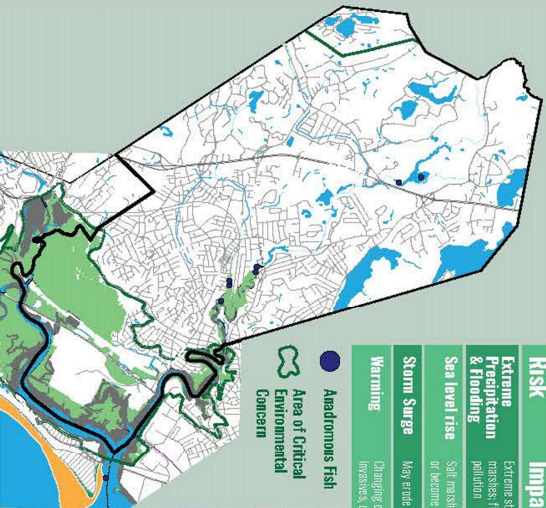 Risk Impa
Extreme Extreme st
Precipitation marshes; f
& Flooding pollution
Sea level rise Salt marsh
or become
Storm Surge May erode
Warming Changing a
invasives;
Anadromous Fish
Area of Critical
Environmental
Concern